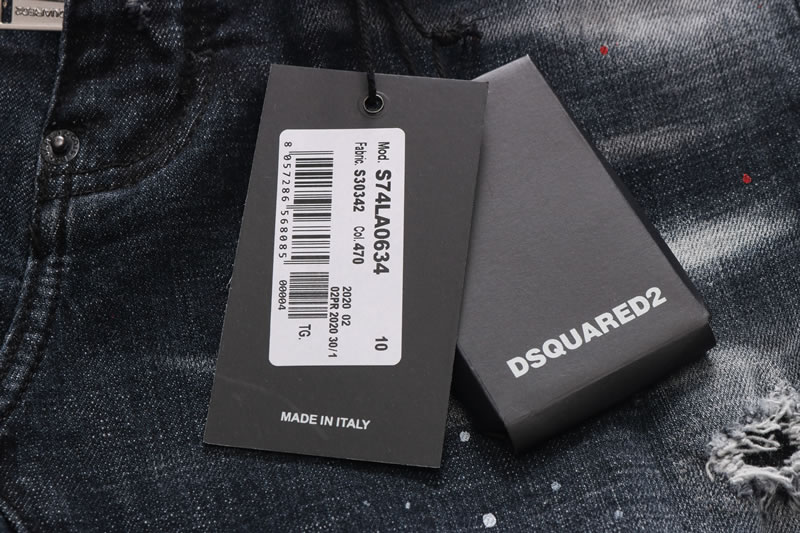 Mod. S74LA0634
10
Fabric. S30342 Col. 470
2020 02
02PR 2020 30/1
TG.
8 057286 568085
00004
MADE IN ITALY
DSQUARED2